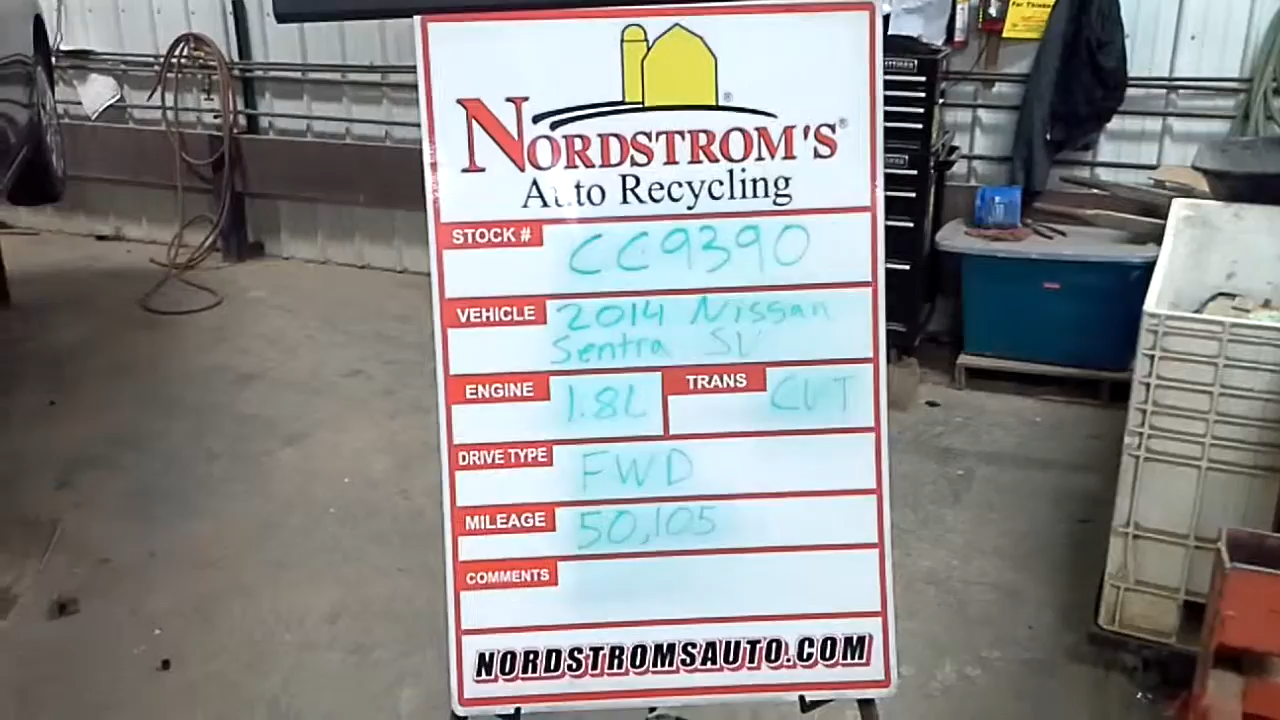 NORDSTROM'S®
Auto Recycling
STOCK # CC9390
VEHICLE 2014 Nissan
Sentra SV
ENGINE 1.8L TRANS CVT
DRIVE TYPE FWD
MILEAGE 50,105
COMMENTS
NORDSTROMSAUTO.COM